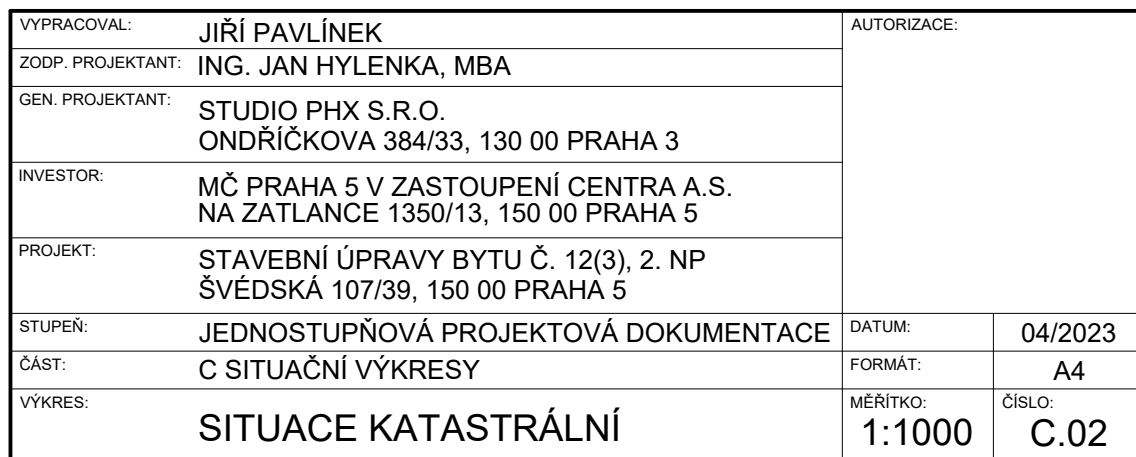 VYPRACOVAL: JIŘÍ PAVLÍNEK AUTORIZACE:
ZODP. PROJEKTANT: ING. JAN HYLENKA, MBA
GEN. PROJEKTANT: STUDIO PHX S.R.O.
ONDŘÍČKOVA 384/33, 130 00 PRAHA 3
INVESTOR: MČ PRAHA 5 V ZASTOUPENÍ CENTRA A.S.
NA ZATLANCE 1350/13, 150 00 PRAHA 5
PROJEKT: STAVEBNÍ ÚPRAVY BYTU Č. 12(3), 2. NP
ŠVÉDSKÁ 107/39, 150 00 PRAHA 5
STUPEŇ: JEDNOSTUPŇOVÁ PROJEKTOVÁ DOKUMENTACE DATUM: 04/2023
ČÁST: C SITUAČNÍ VÝKRESY FORMÁT: A4
VÝKRES: SITUACE KATASTRÁLNÍ MĚŘÍTKO: 1:1000 ČÍSLO: C.02